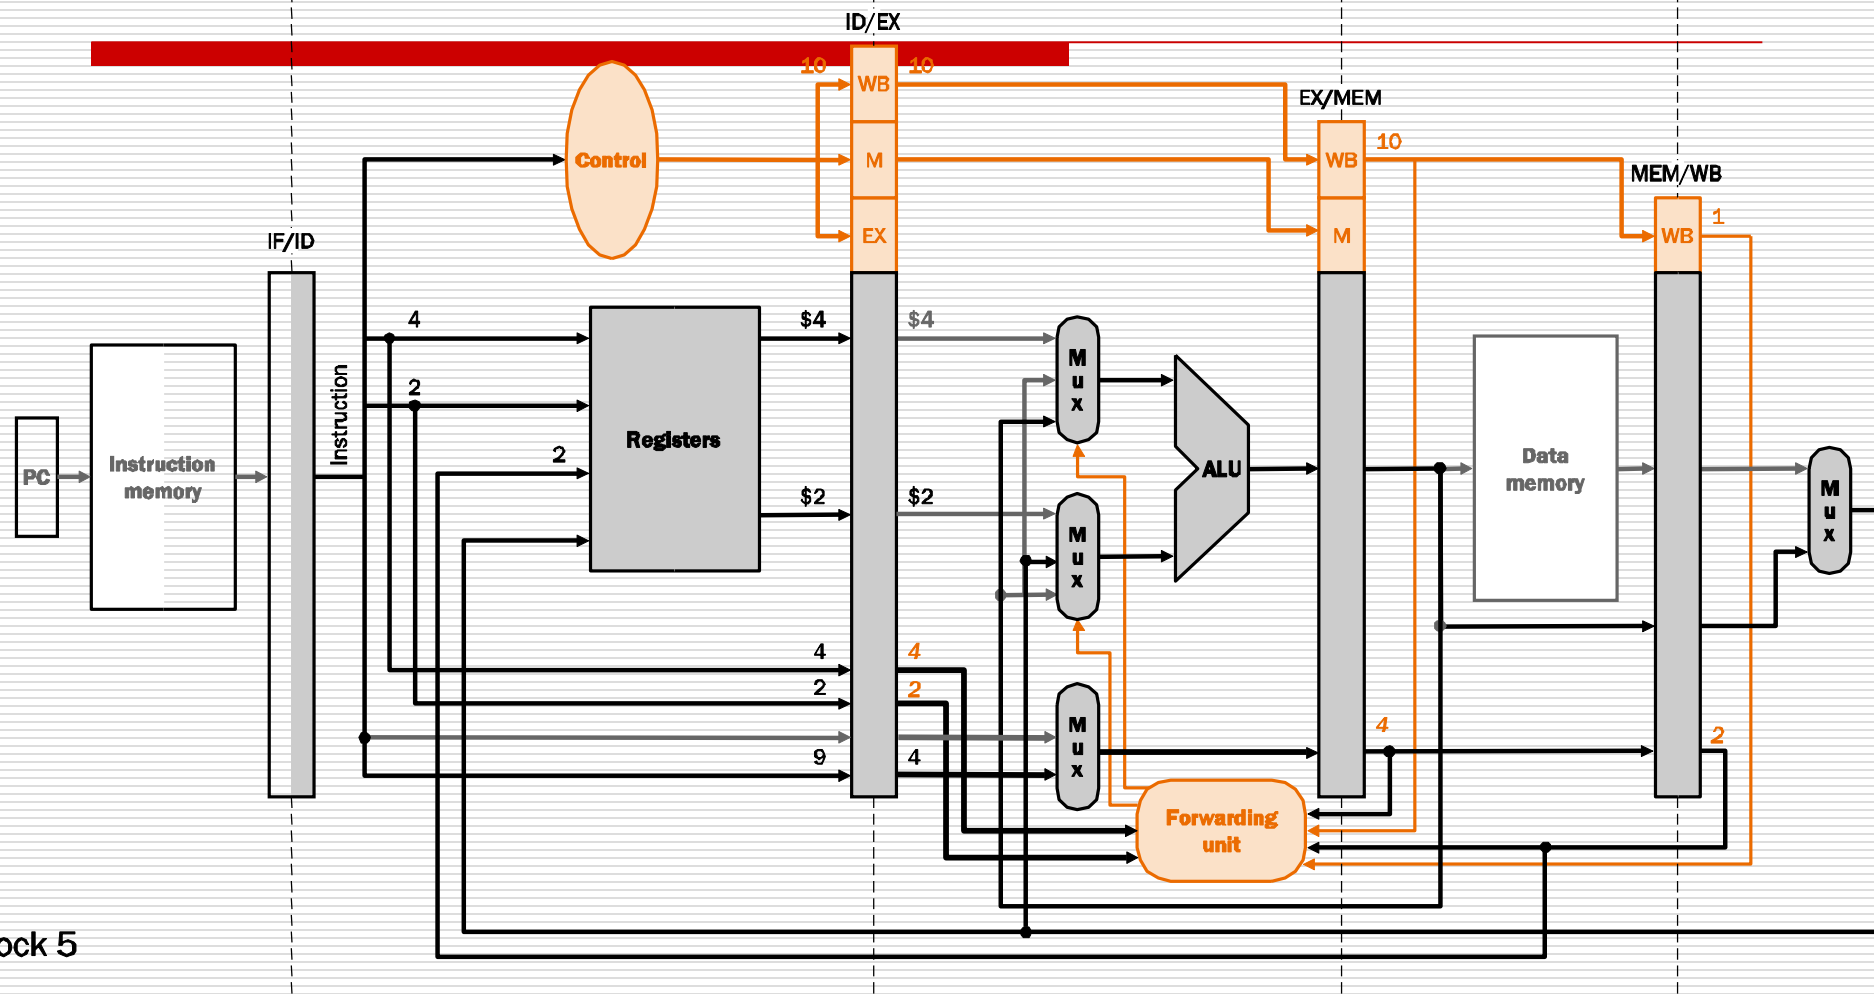 ID/EX
10
10
WB
EX/MEM
10
Control
M
WB
MEM/WB
1
IF/ID
EX
M
WB
4
$4
$4
M
u
x
2
Instruction
Registers
2
ALU
PC
Instruction
memory
Data
memory
M
u
x
$2
$2
M
u
x
4
4
2
2
M
u
x
4
2
9
4
Forwarding
unit
ock 5